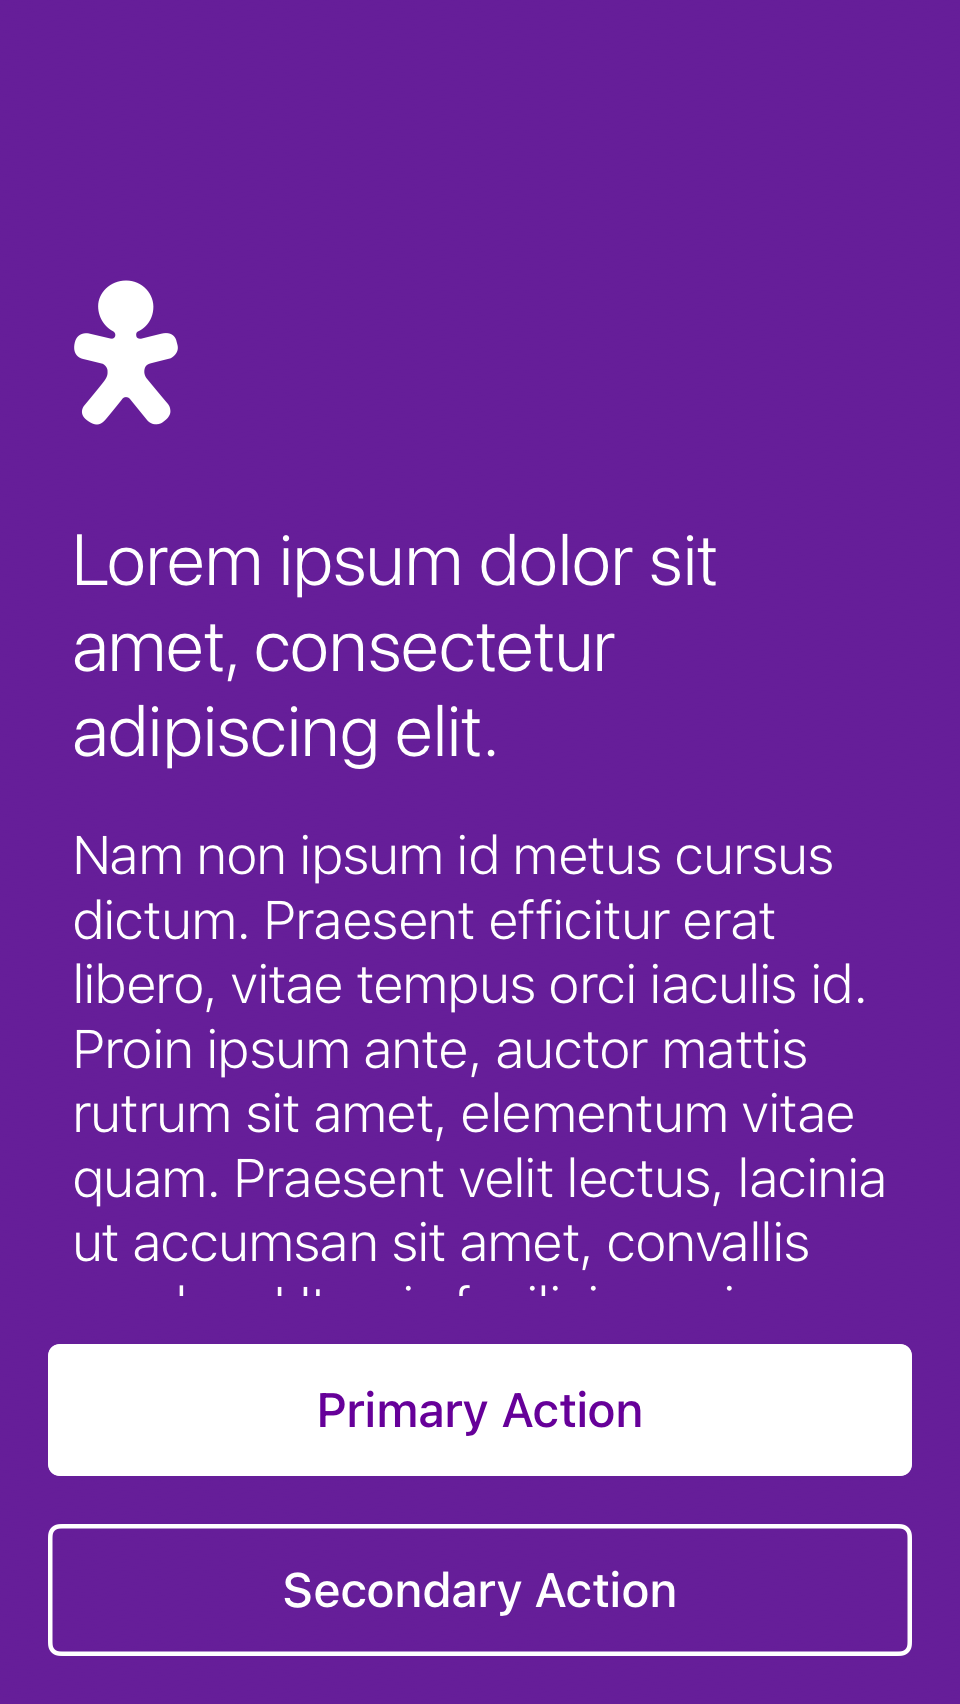 Lorem ipsum dolor sit
amet, consectetur
adipiscing elit.
Nam non ipsum id metus cursus
dictum. Praesent efficitur erat
libero, vitae tempus orci iaculis id.
Proin ipsum ante, auctor mattis
rutrum sit amet, elementum vitae
quam. Praesent velit lectus, lacinia
ut accumsan sit amet, convallis
Primary Action
Secondary Action